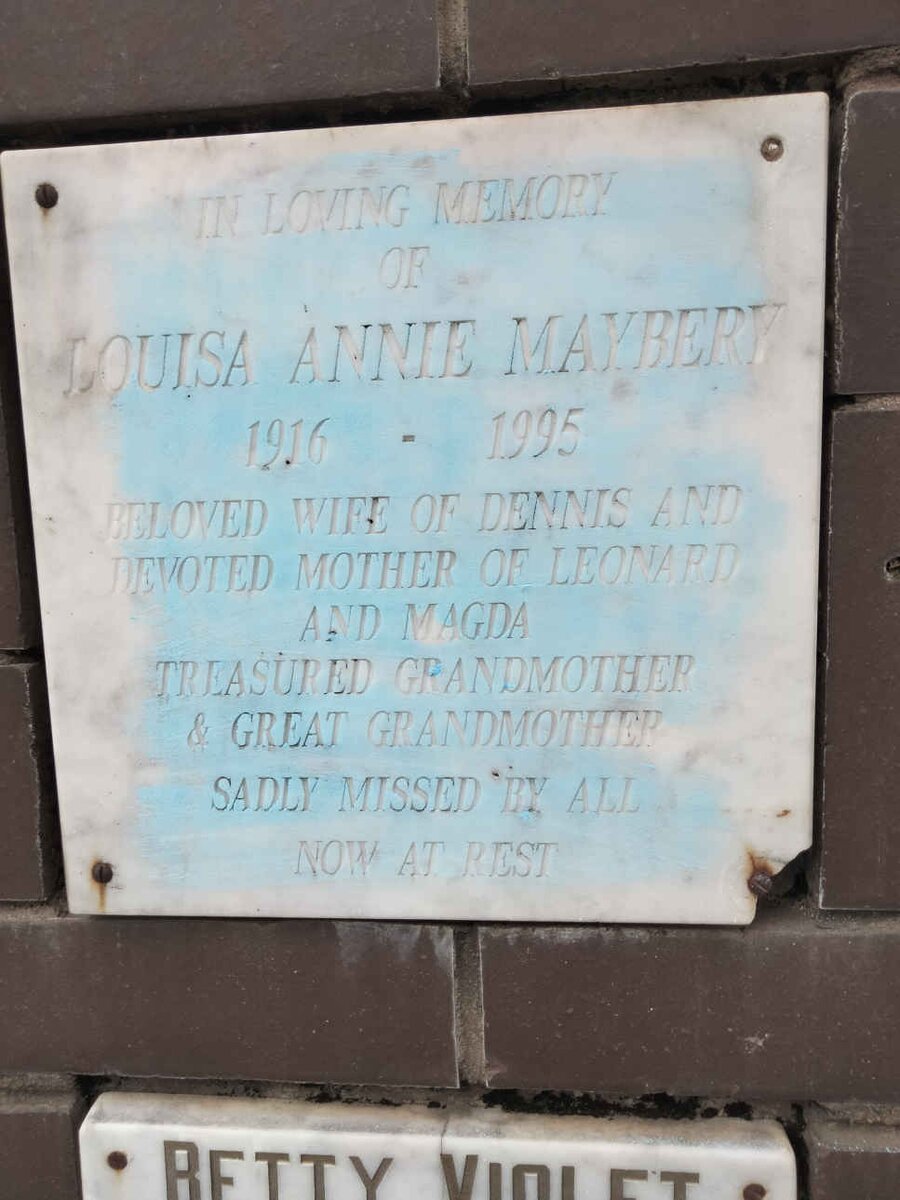 IN LOVING MEMORY
OF
LOUISA ANNIE MAYBERY
1916 - 1995
BELOVED WIFE OF DENNIS AND
DEVOTED MOTHER OF LEONARD
AND MAGDA
TREASURED GRANDMOTHER
& GREAT GRANDMOTHER
SADLY MISSED BY ALL
NOW AT REST
BETTY VIOLET